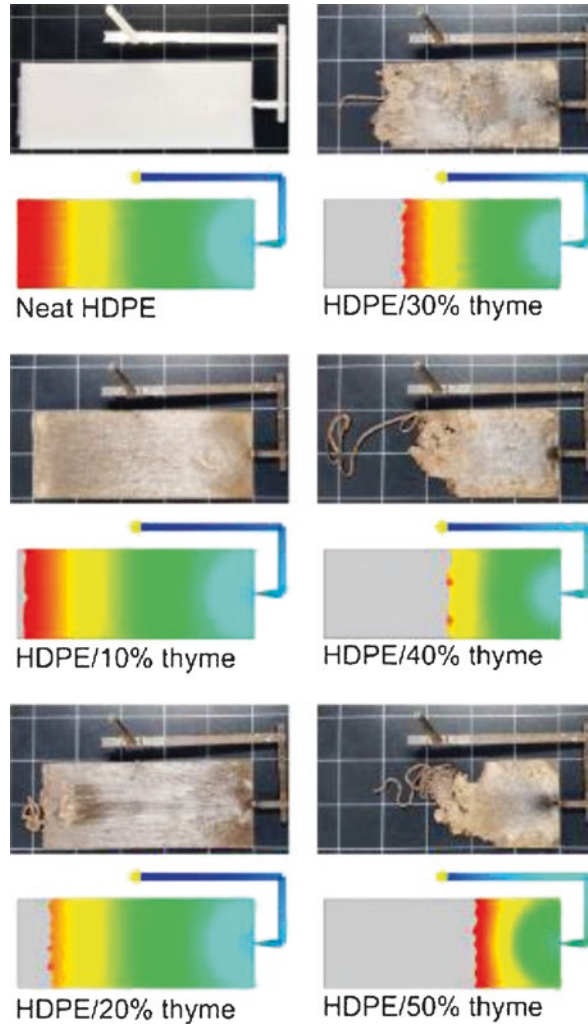 Neat HDPE
HDPE/30% thyme
HDPE/10% thyme
HDPE/40% thyme
HDPE/20% thyme
HDPE/50% thyme